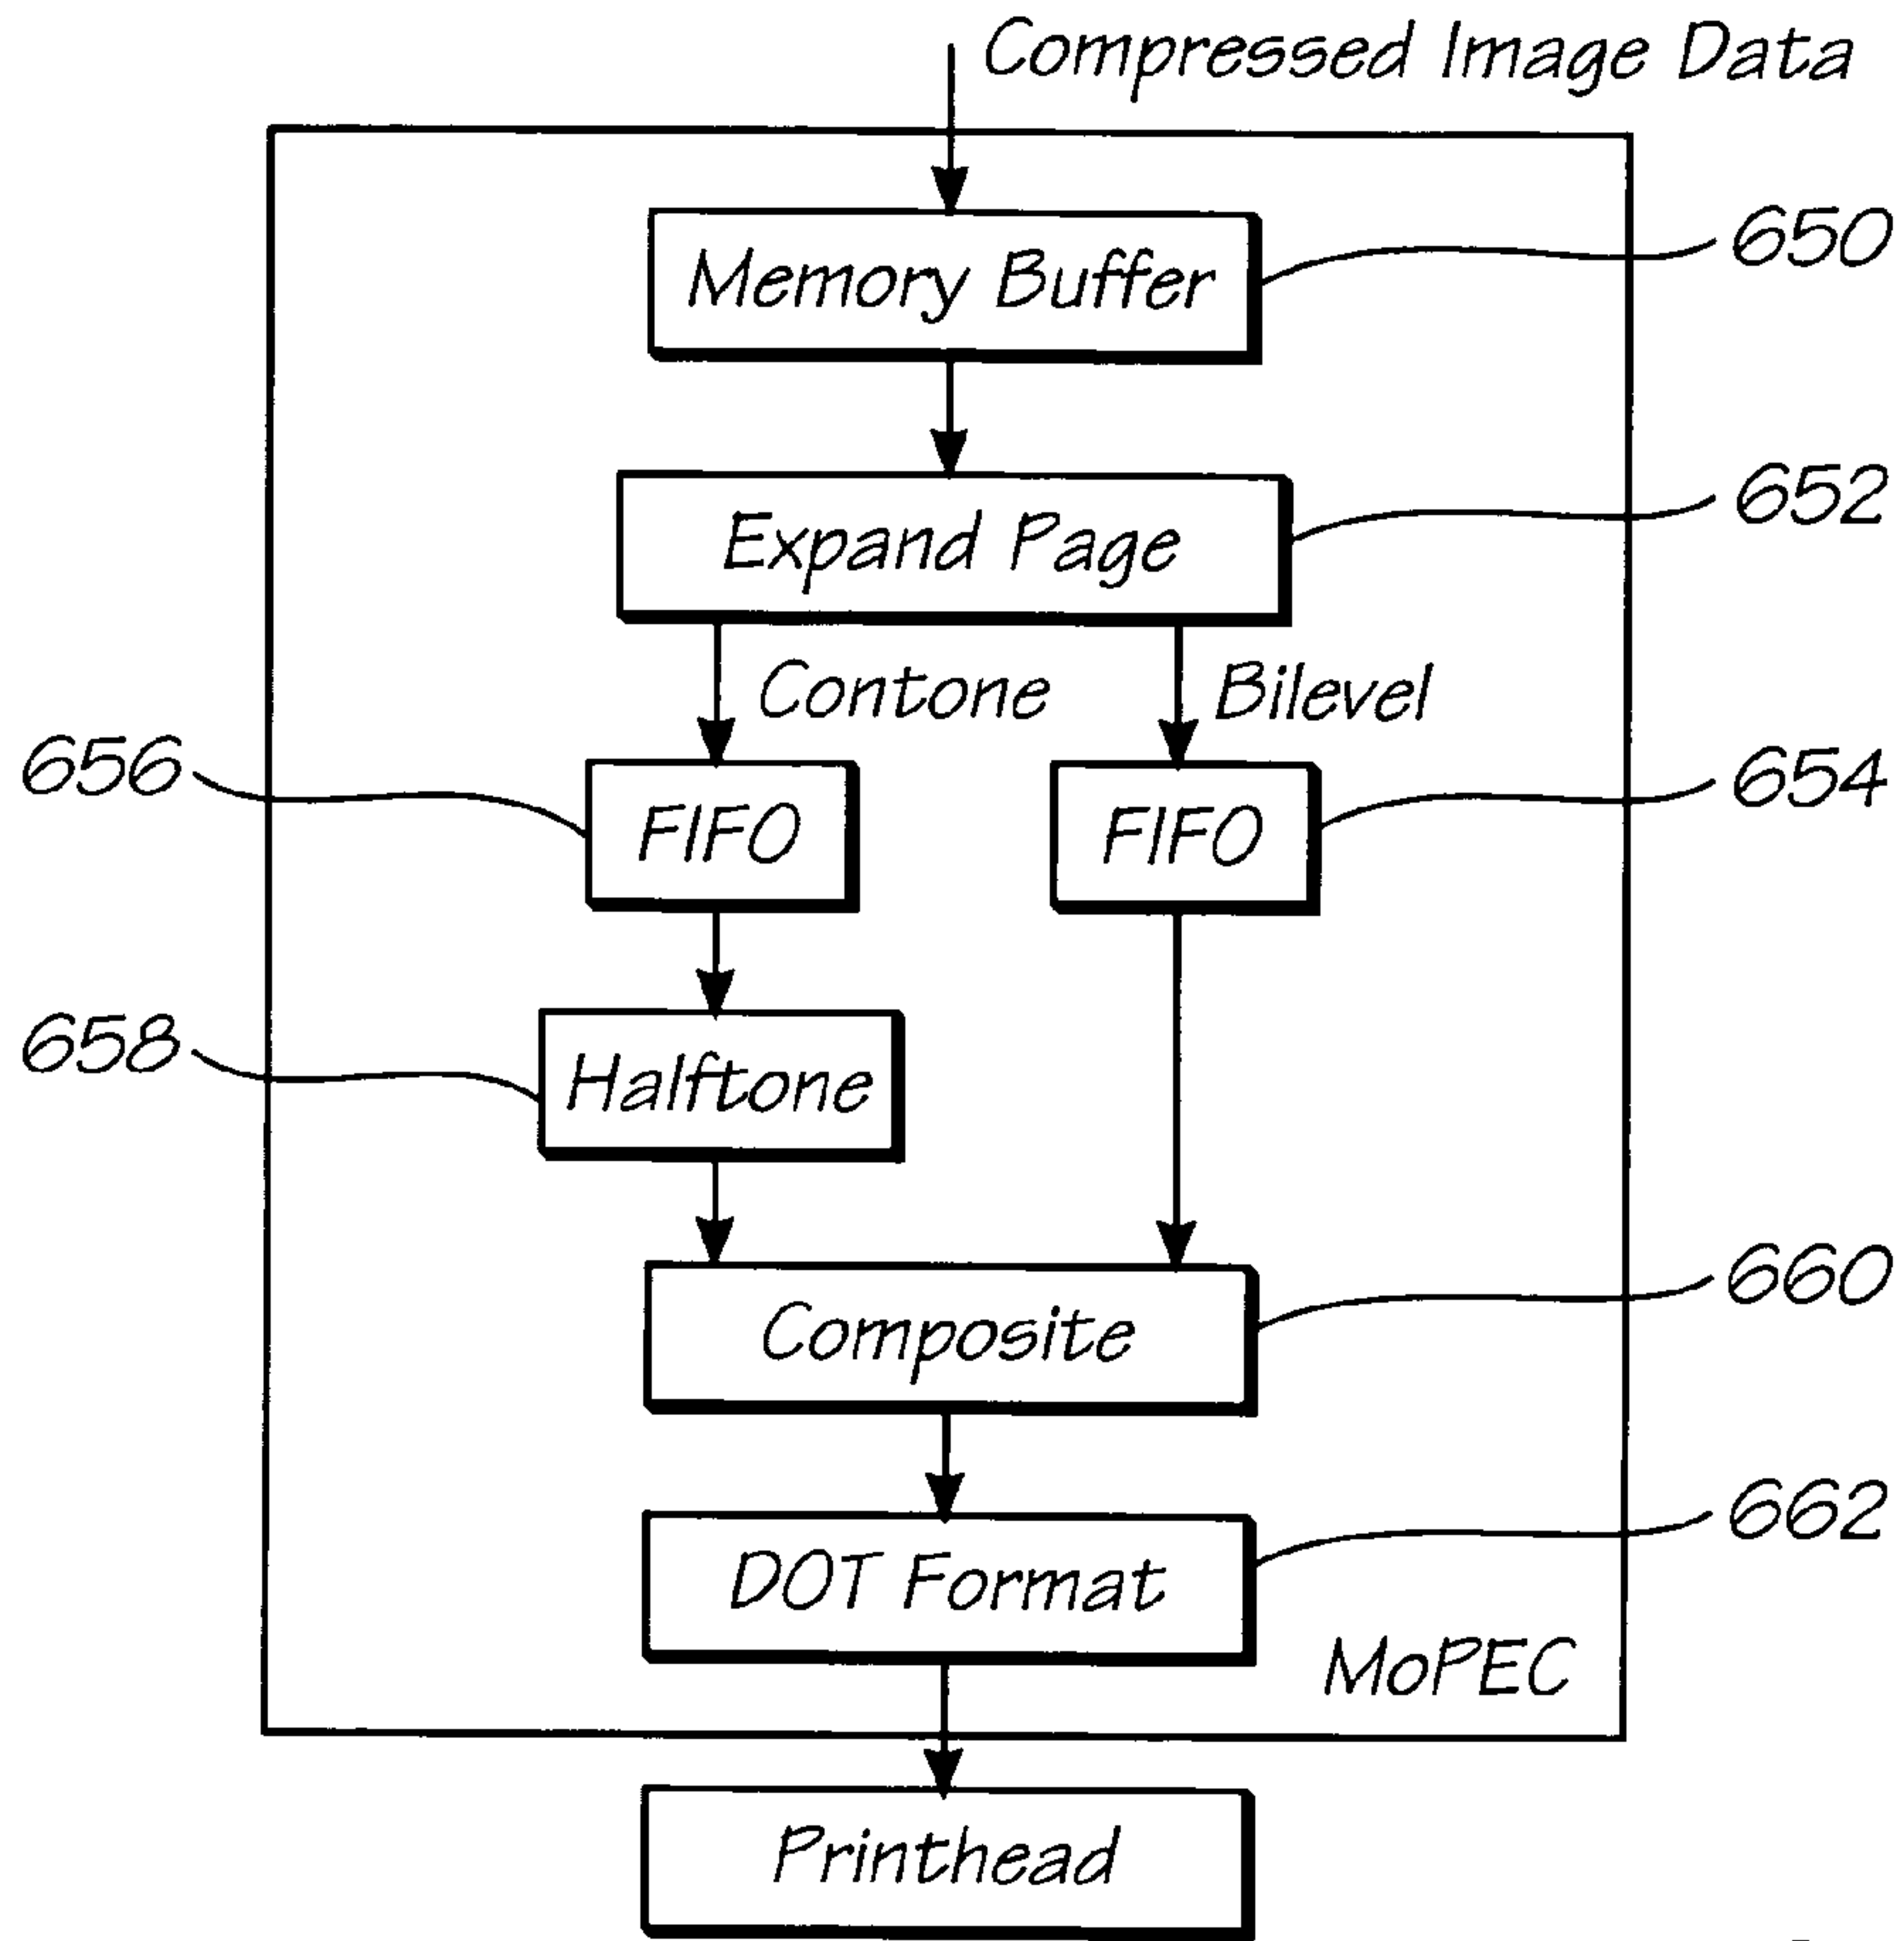 Compressed Image Data
Memory Buffer
650
Expand Page
652
Contone
Bilevel
656
FIFO
FIFO
654
658
Halftone
Composite
660
DOT Format
662
MoPEC
Printhead